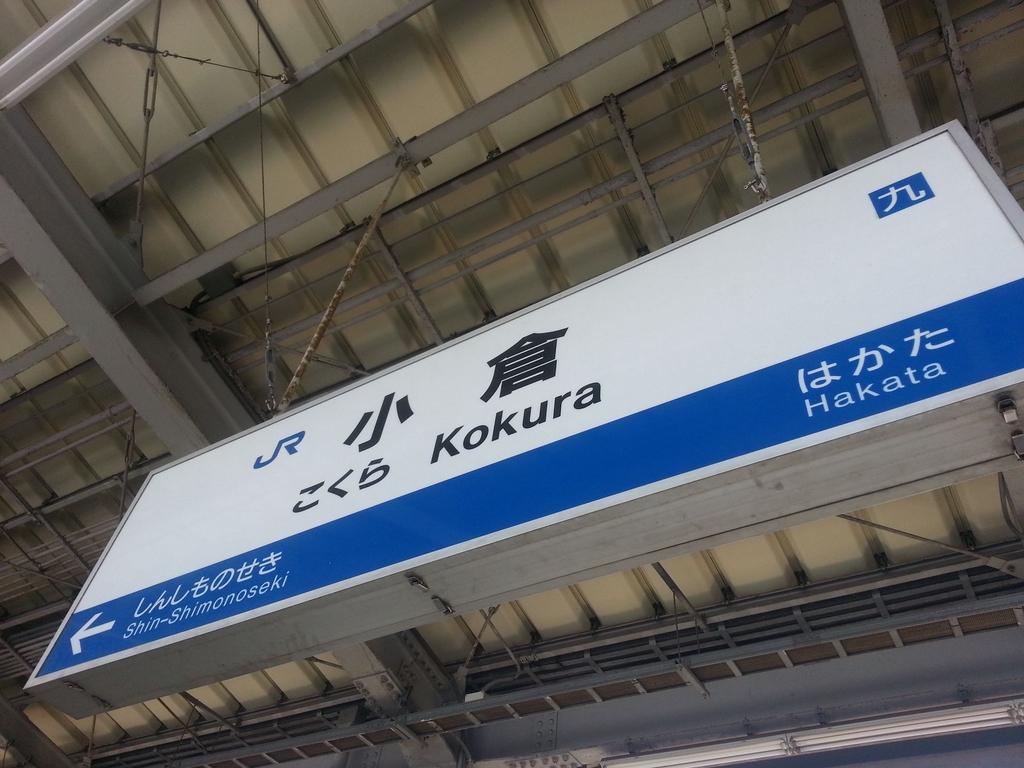 九
JR 小倉
こくら Kokura
はかた
Hakata
しんしものせき
← Shin-Shimonoseki